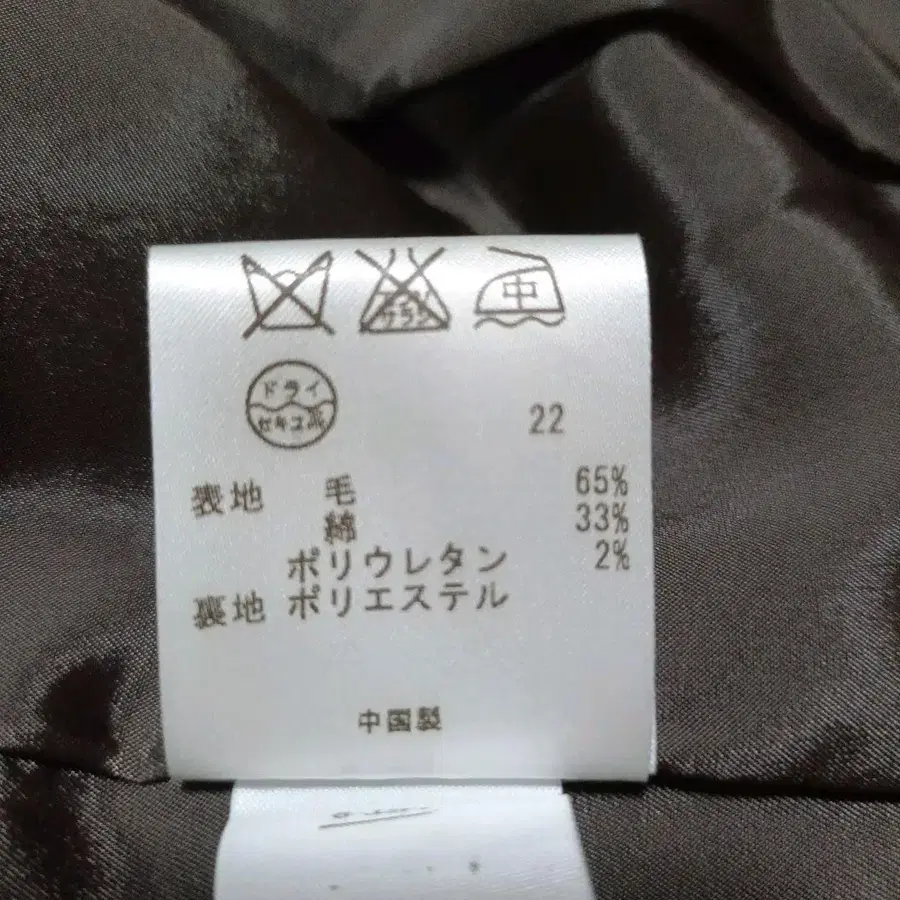 中
ドライ
セキユ系
22
表地 毛 65%
綿 33%
ポリウレタン 2%
裏地 ポリエステル
中国製